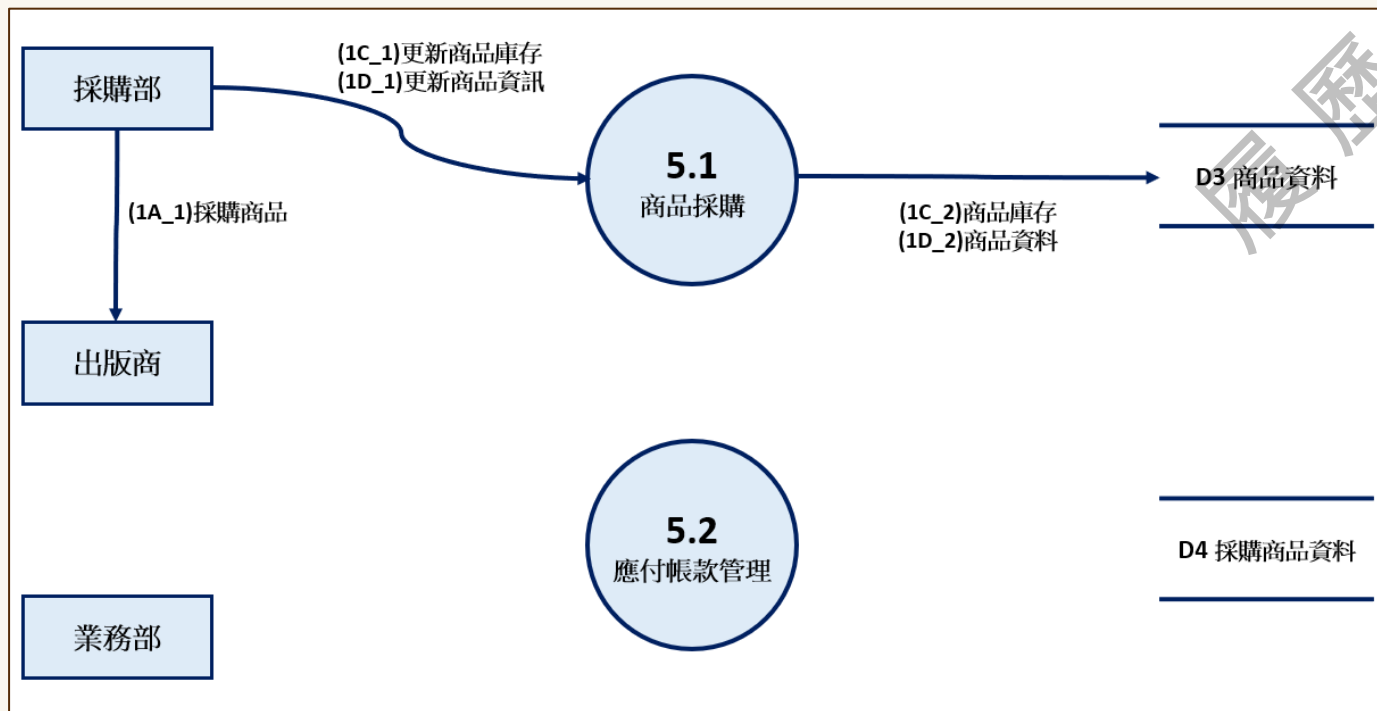 (1C_1)更新商品庫存
(1D_1)更新商品資訊
採購部
履歷
5.1
商品採購
D3 商品資料
(1A_1)採購商品
(1C_2)商品庫存
(1D_2)商品資料
出版商
5.2
應付帳款管理
D4 採購商品資料
業務部